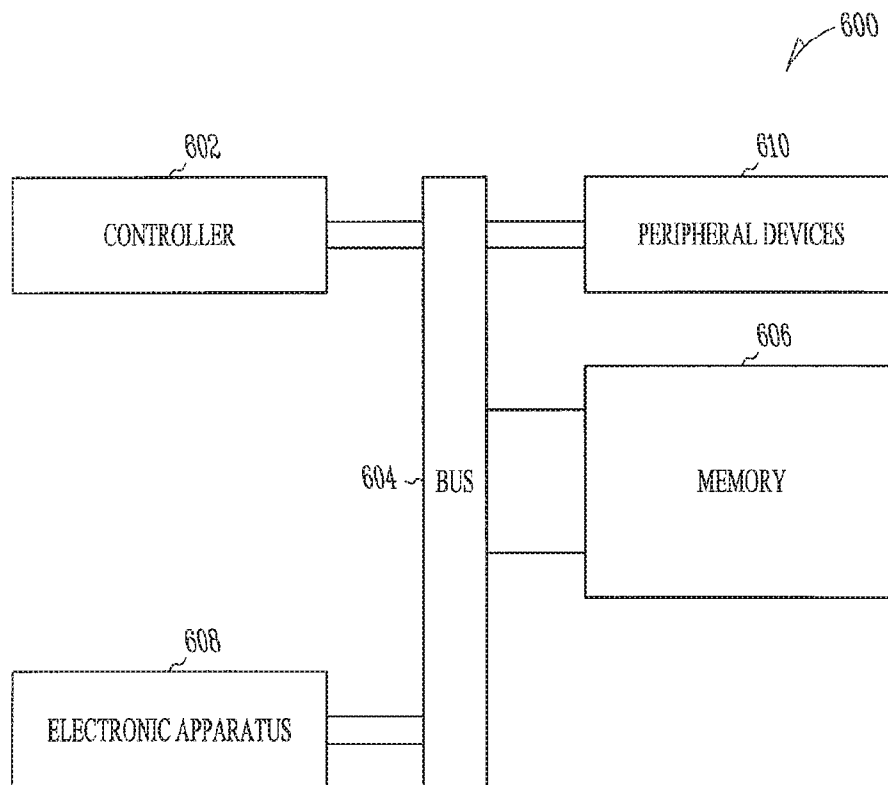 600
602
CONTROLLER
610
PERIPHERAL DEVICES
606
MEMORY
604
BUS
608
ELECTRONIC APPARATUS